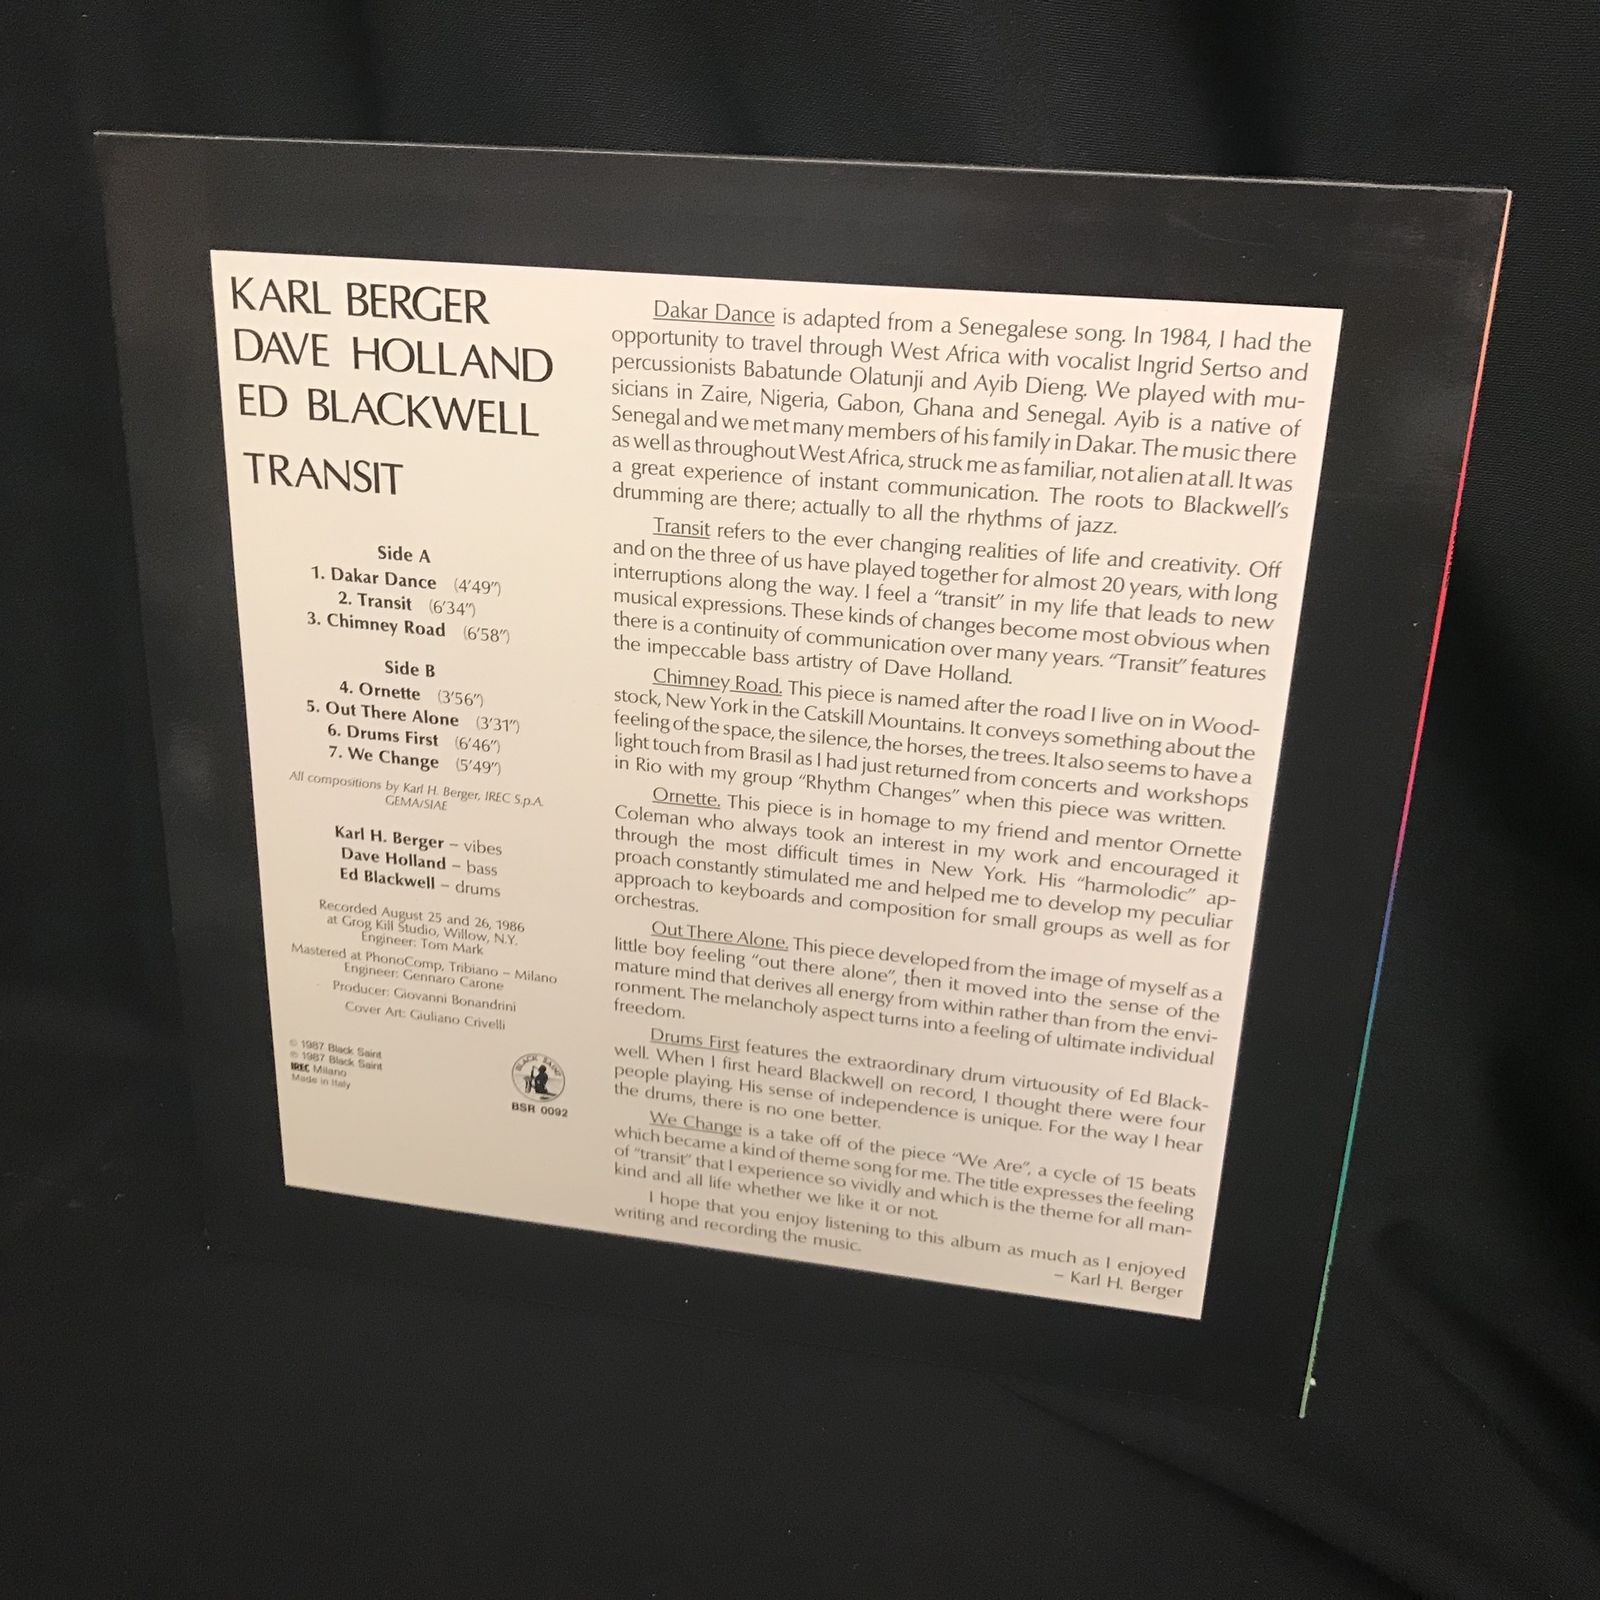 KARL BERGER
DAVE HOLLAND
ED BLACKWELL
TRANSIT
Side A
1. Dakar Dance (4'49")
2. Transit (6'34")
3. Chimney Road (6'58")
Side B
4. Ornette (3'56")
5. Out There Alone (3'31")
6. Drums First (6'46")
7. We Change (5'49")
All compositions by Karl H. Berger, IREC S.p.A.
GEMA/SIAE
Karl H. Berger – vibes
Dave Holland – bass
Ed Blackwell – drums
Recorded August 25 and 26, 1986
at Grog Kill Studio, Willow, N.Y.
Engineer: Tom Mark
Mastered at PhonoComp, Tribiano – Milano
Engineer: Gennaro Carone
Producer: Giovanni Bonandrini
Cover Art: Giuliano Crivelli
© 1987 Black Saint
℗ 1987 Black Saint
IREC Milano
Made in Italy
BLACK SAINT
BSR 0092
Dakar Dance is adapted from a Senegalese song. In 1984, I had the
opportunity to travel through West Africa with vocalist Ingrid Sertso and
percussionists Babatunde Olatunji and Ayib Dieng. We played with mu-
sicians in Zaire, Nigeria, Gabon, Ghana and Senegal. Ayib is a native of
Senegal and we met many members of his family in Dakar. The music there
as well as throughout West Africa, struck me as familiar, not alien at all. It was
a great experience of instant communication. The roots to Blackwell's
drumming are there; actually to all the rhythms of jazz.
Transit refers to the ever changing realities of life and creativity. Off
and on the three of us have played together for almost 20 years, with long
interruptions along the way. I feel a "transit" in my life that leads to new
musical expressions. These kinds of changes become most obvious when
there is a continuity of communication over many years. "Transit" features
the impeccable bass artistry of Dave Holland.
Chimney Road. This piece is named after the road I live on in Wood-
stock, New York in the Catskill Mountains. It conveys something about the
feeling of the space, the silence, the horses, the trees. It also seems to have a
light touch from Brasil as I had just returned from concerts and workshops
in Rio with my group "Rhythm Changes" when this piece was written.
Ornette. This piece is in homage to my friend and mentor Ornette
Coleman who always took an interest in my work and encouraged it
through the most difficult times in New York. His "harmolodic" ap-
proach constantly stimulated me and helped me to develop my peculiar
approach to keyboards and composition for small groups as well as for
orchestras.
Out There Alone. This piece developed from the image of myself as a
little boy feeling "out there alone", then it moved into the sense of the
mature mind that derives all energy from within rather than from the envi-
ronment. The melancholy aspect turns into a feeling of ultimate individual
freedom.
Drums First features the extraordinary drum virtuousity of Ed Black-
well. When I first heard Blackwell on record, I thought there were four
people playing. His sense of independence is unique. For the way I hear
the drums, there is no one better.
We Change is a take off of the piece "We Are", a cycle of 15 beats
which became a kind of theme song for me. The title expresses the feeling
of "transit" that I experience so vividly and which is the theme for all man-
kind and all life whether we like it or not.
I hope that you enjoy listening to this album as much as I enjoyed
writing and recording the music.
– Karl H. Berger